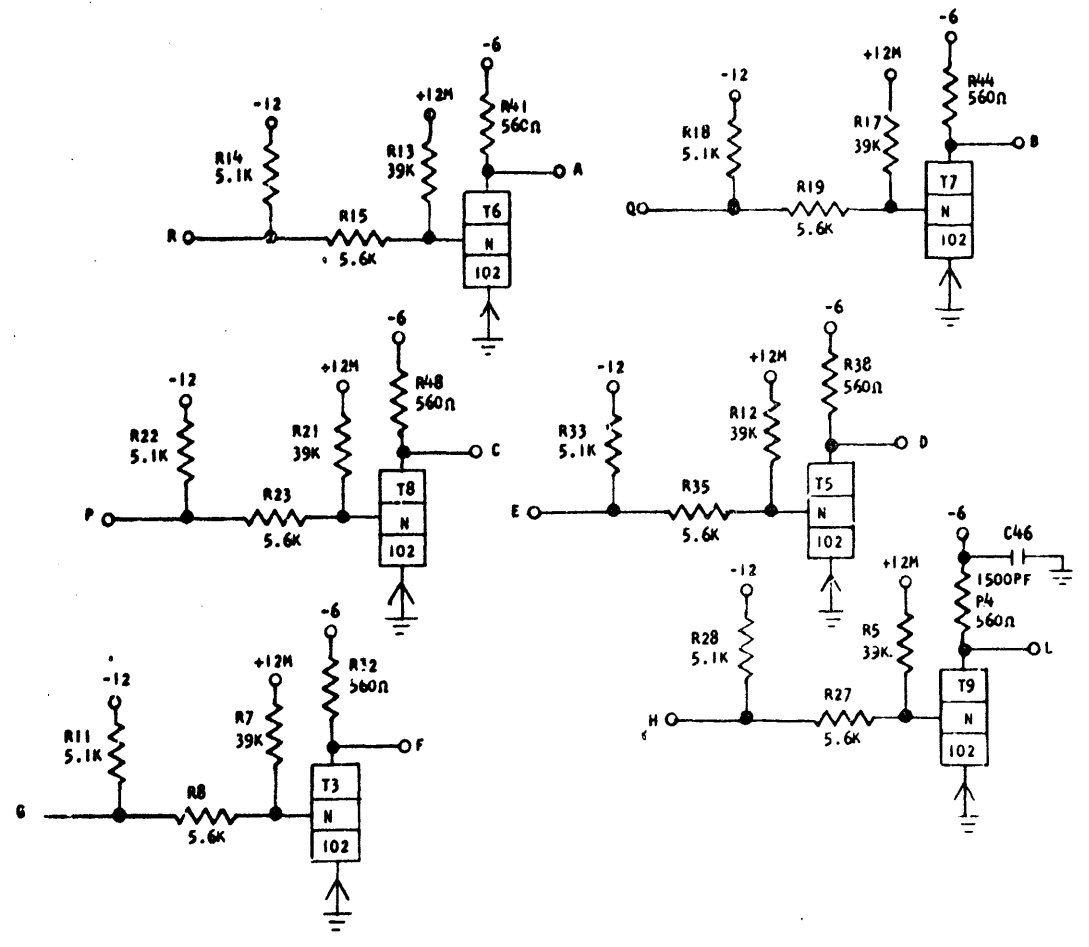 -6
-12
+12M
R41
560Ω
R14
5.1K
R13
39K
A
T6
R15
R
N
5.6K
102
-6
+12M
-12
R44
560Ω
R18
5.1K
R17
39K
B
T7
R19
Q
N
5.6K
102
-6
+12M
-12
R48
560Ω
R22
5.1K
R21
39K
C
T8
R23
P
N
5.6K
102
-6
+12M
-12
R38
560Ω
R12
39K
R33
5.1K
D
T5
R35
E
N
5.6K
102
-6
C46
1500PF
-12
+12M
560Ω
R28
5.1K
R5
39K
L
T9
R27
H
N
5.6K
102
-6
+12M
-12
560Ω
R11
5.1K
R7
39K
F
T3
R8
G
N
5.6K
102